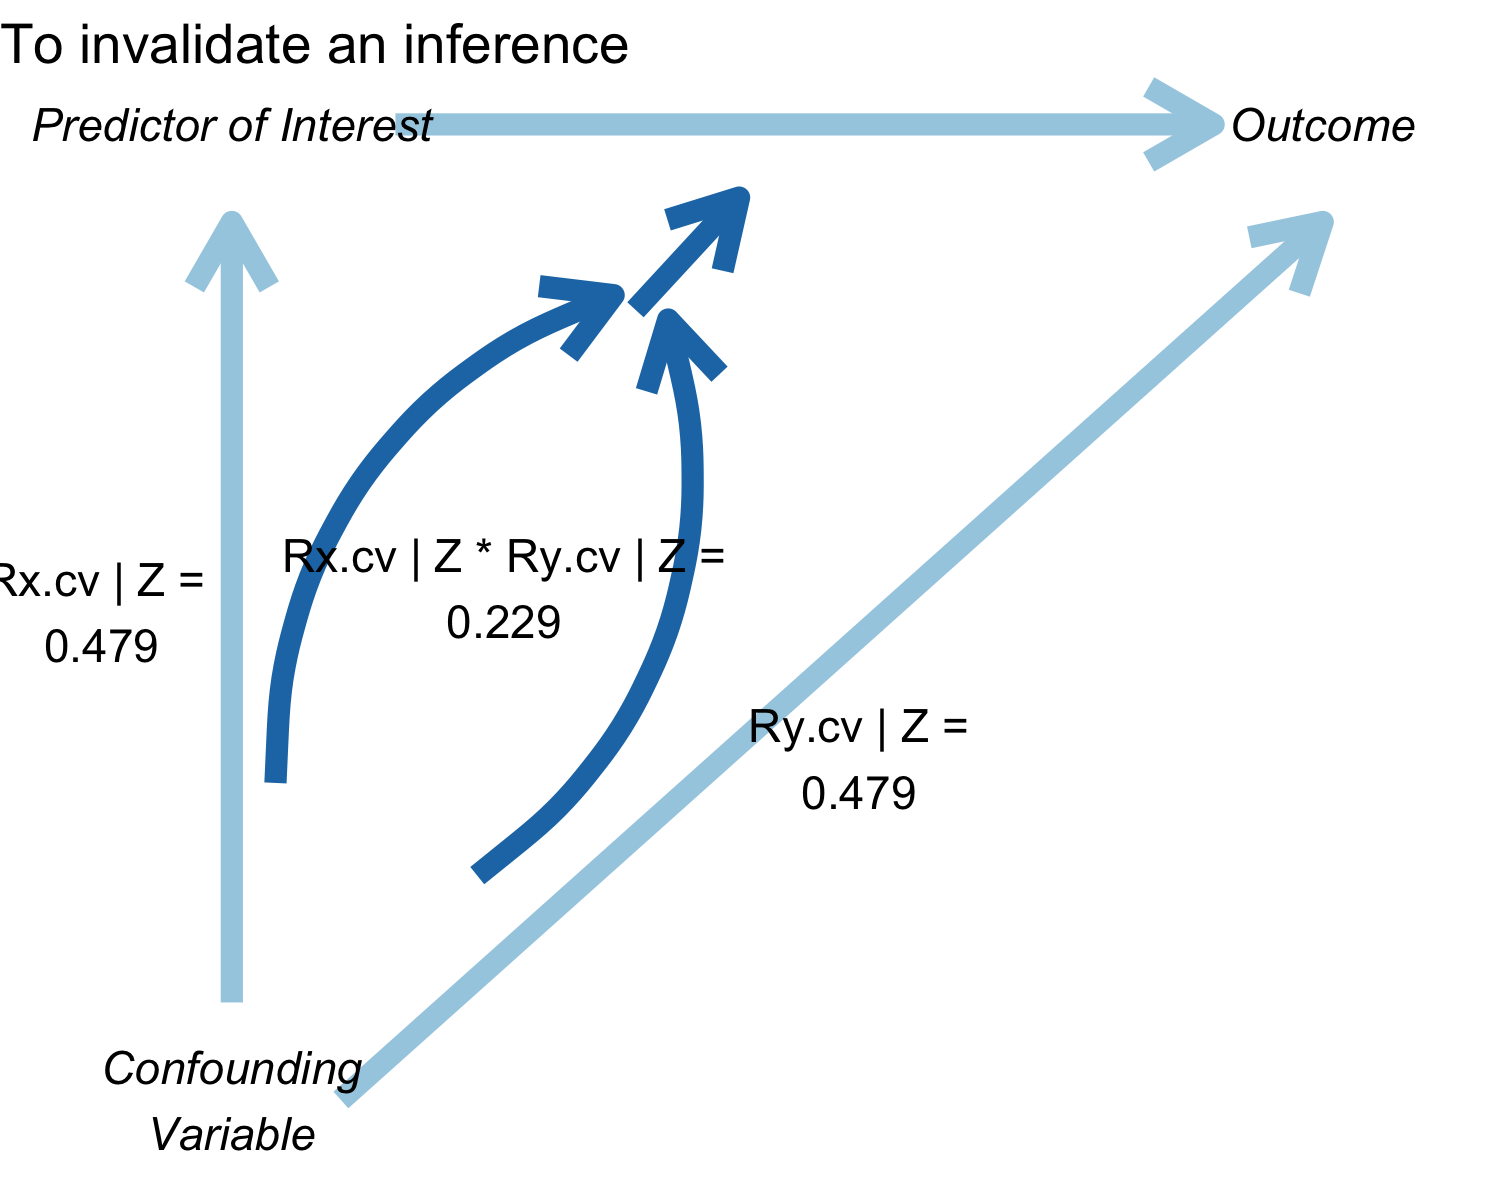 To invalidate an inference
Predictor of Interest
Outcome
Rx.cv | Z * Ry.cv | Z =
0.229
Rx.cv | Z =
0.479
Ry.cv | Z =
0.479
Confounding
Variable